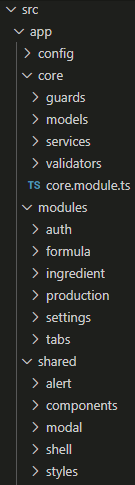 src
app
config
core
guards
models
services
validators
TS core.module.ts
modules
auth
formula
ingredient
production
settings
tabs
shared
alert
components
modal
shell
styles